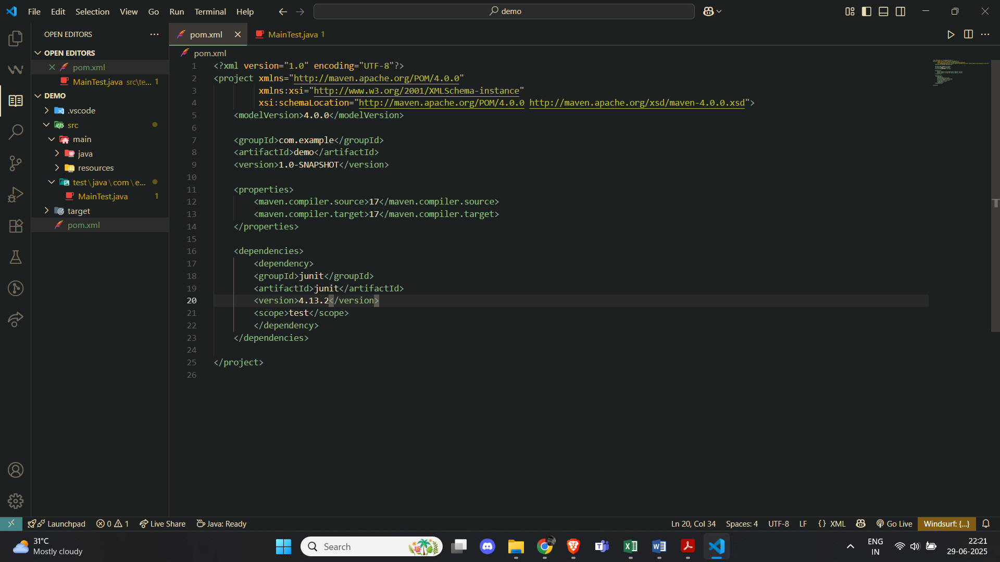 File Edit Selection View Go Run Terminal Help
demo
OPEN EDITORS
OPEN EDITORS
pom.xml
MainTest.java src\te... 1
DEMO
.vscode
src
main
java
resources
test\java\com\e...
MainTest.java 1
target
pom.xml
pom.xml
MainTest.java 1
pom.xml
1 <?xml version="1.0" encoding="UTF-8"?>
2 <project xmlns="http://maven.apache.org/POM/4.0.0"
3 xmlns:xsi="http://www.w3.org/2001/XMLSchema-instance"
4 xsi:schemaLocation="http://maven.apache.org/POM/4.0.0 http://maven.apache.org/xsd/maven-4.0.0.xsd">
5 <modelVersion>4.0.0</modelVersion>
6
7 <groupId>com.example</groupId>
8 <artifactId>demo</artifactId>
9 <version>1.0-SNAPSHOT</version>
10
11 <properties>
12 <maven.compiler.source>17</maven.compiler.source>
13 <maven.compiler.target>17</maven.compiler.target>
14 </properties>
15
16 <dependencies>
17 <dependency>
18 <groupId>junit</groupId>
19 <artifactId>junit</artifactId>
20 <version>4.13.2</version>
21 <scope>test</scope>
22 </dependency>
23 </dependencies>
24
25 </project>
26
Launchpad 0 1 Live Share Java: Ready
Ln 20, Col 34 Spaces: 4 UTF-8 LF {} XML Go Live Windsurf: {...}
31°C
Mostly cloudy
Search
ENG
IN
22:21
29-06-2025